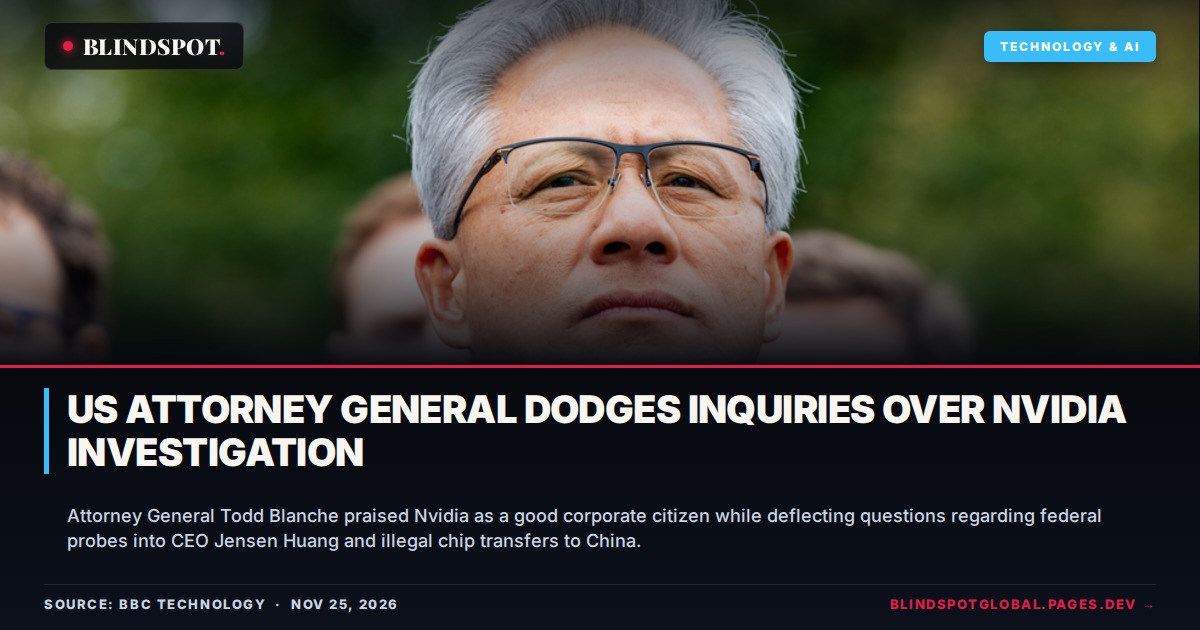 BLINDSPOT.
TECHNOLOGY & AI
US ATTORNEY GENERAL DODGES INQUIRIES OVER NVIDIA
INVESTIGATION
Attorney General Todd Blanche praised Nvidia as a good corporate citizen while deflecting questions regarding federal
probes into CEO Jensen Huang and illegal chip transfers to China.
SOURCE: BBC TECHNOLOGY · NOV 25, 2026
BLINDSPOTGLOBAL.PAGES.DEV →